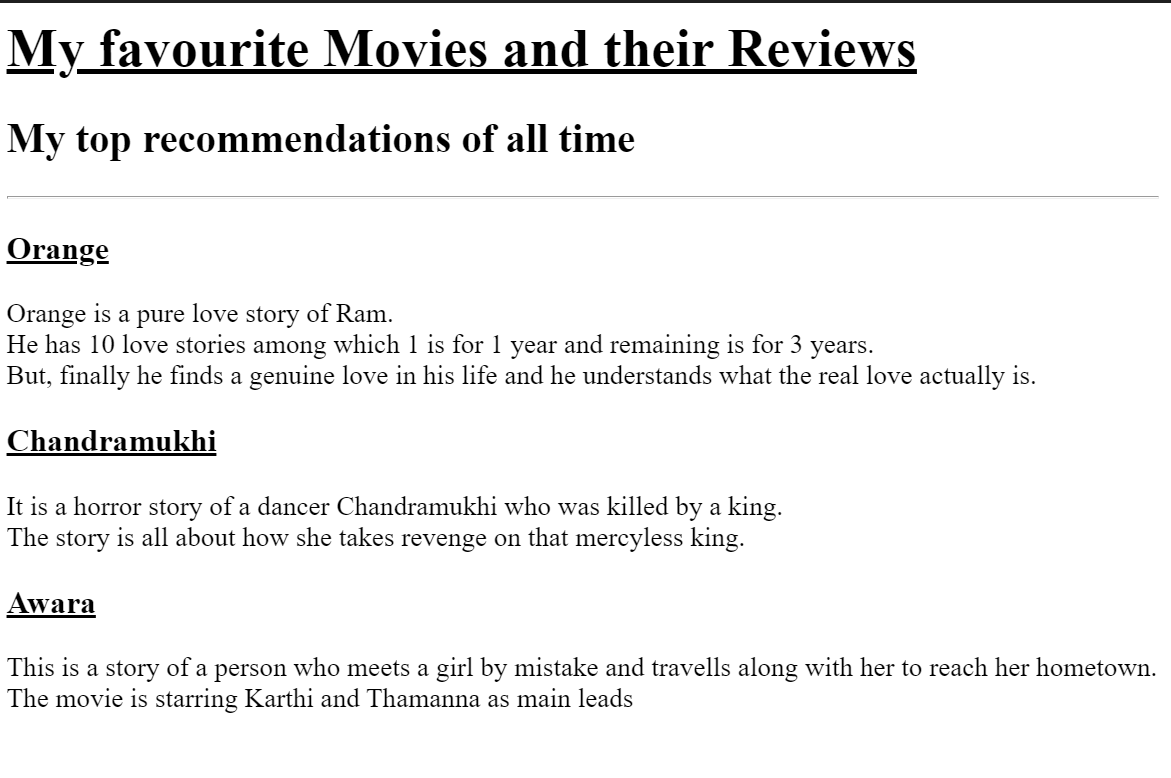 My favourite Movies and their Reviews
My top recommendations of all time
Orange
Orange is a pure love story of Ram.
He has 10 love stories among which 1 is for 1 year and remaining is for 3 years.
But, finally he finds a genuine love in his life and he understands what the real love actually is.
Chandramukhi
It is a horror story of a dancer Chandramukhi who was killed by a king.
The story is all about how she takes revenge on that mercyless king.
Awara
This is a story of a person who meets a girl by mistake and travells along with her to reach her hometown.
The movie is starring Karthi and Thamanna as main leads